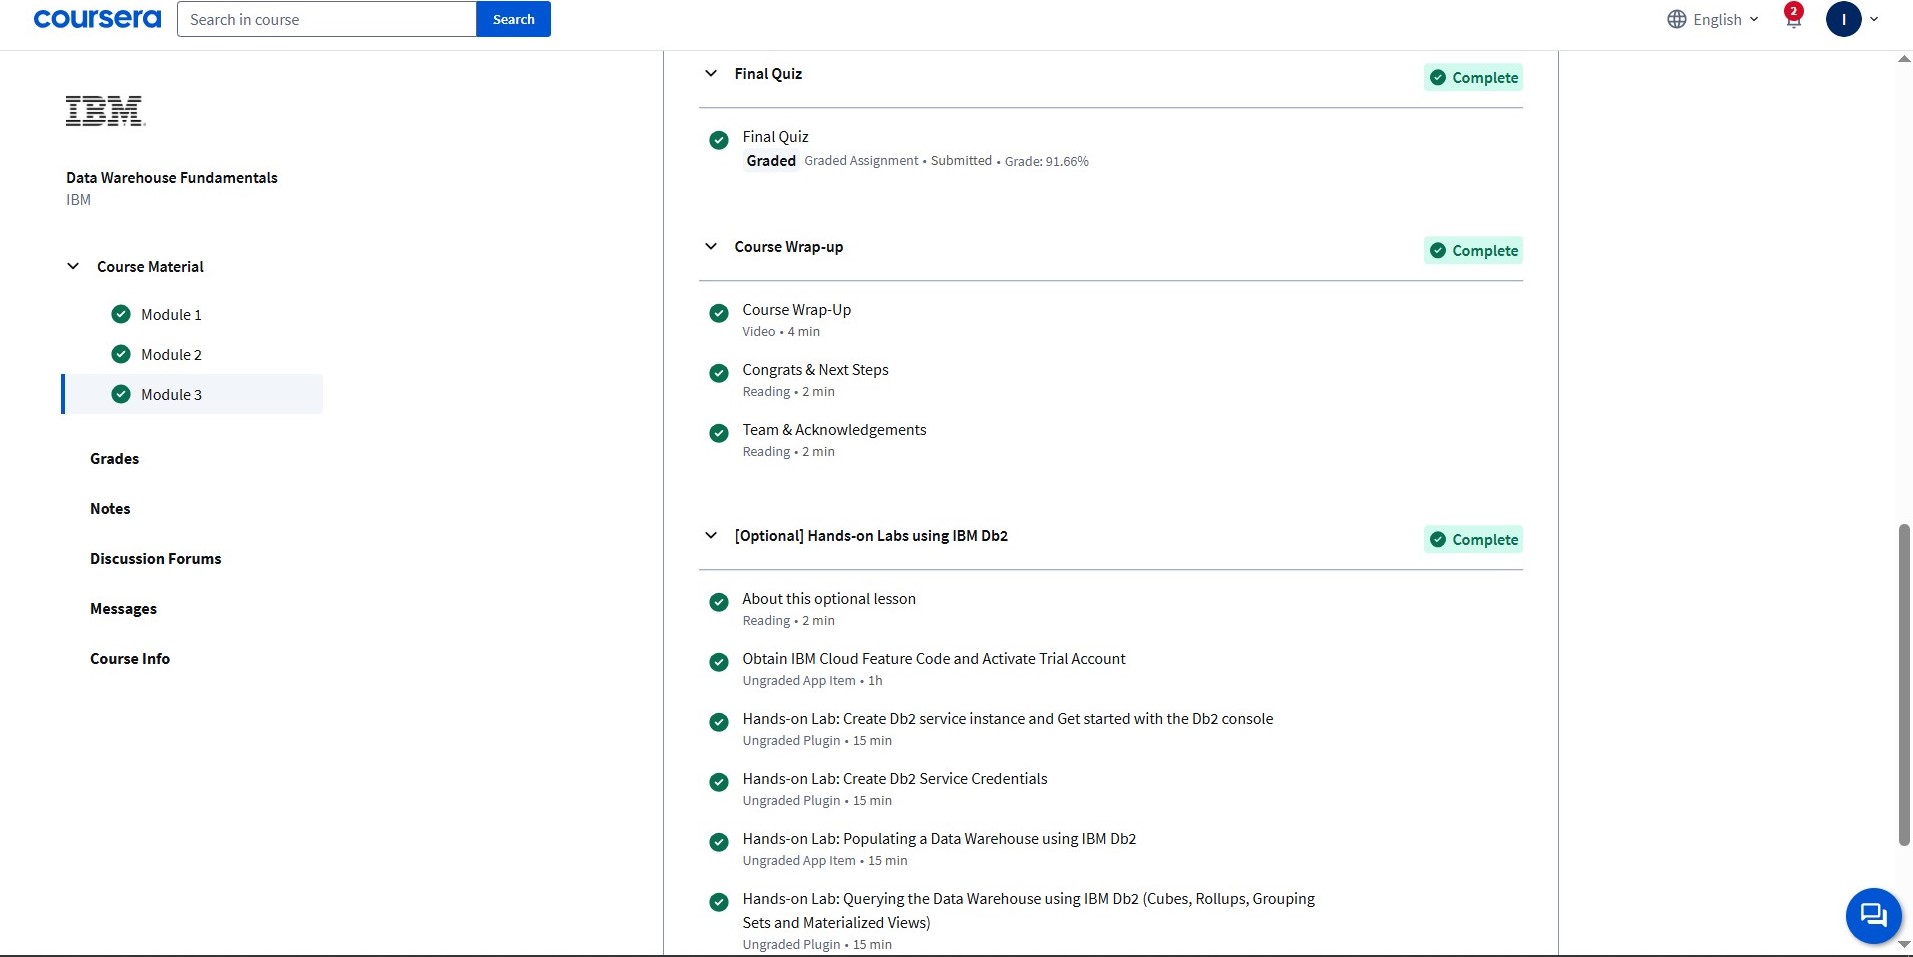 coursera
Search in course
Search
English
2
I
IBM
Data Warehouse Fundamentals
IBM
Course Material
Module 1
Module 2
Module 3
Grades
Notes
Discussion Forums
Messages
Course Info
Final Quiz
Complete
Final Quiz
Graded Graded Assignment • Submitted • Grade: 91.66%
Course Wrap-up
Complete
Course Wrap-Up
Video • 4 min
Congrats & Next Steps
Reading • 2 min
Team & Acknowledgements
Reading • 2 min
[Optional] Hands-on Labs using IBM Db2
Complete
About this optional lesson
Reading • 2 min
Obtain IBM Cloud Feature Code and Activate Trial Account
Ungraded App Item • 1h
Hands-on Lab: Create Db2 service instance and Get started with the Db2 console
Ungraded Plugin • 15 min
Hands-on Lab: Create Db2 Service Credentials
Ungraded Plugin • 15 min
Hands-on Lab: Populating a Data Warehouse using IBM Db2
Ungraded App Item • 15 min
Hands-on Lab: Querying the Data Warehouse using IBM Db2 (Cubes, Rollups, Grouping
Sets and Materialized Views)
Ungraded Plugin • 15 min